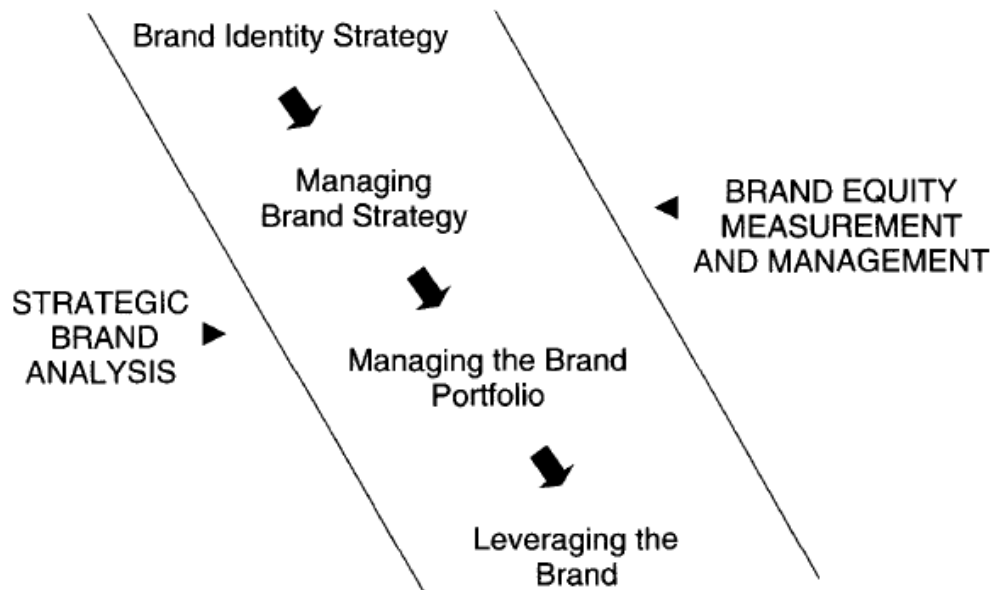 Brand Identity Strategy
Managing
Brand Strategy
BRAND EQUITY
MEASUREMENT
AND MANAGEMENT
STRATEGIC
BRAND
ANALYSIS
Managing the Brand
Portfolio
Leveraging the
Brand